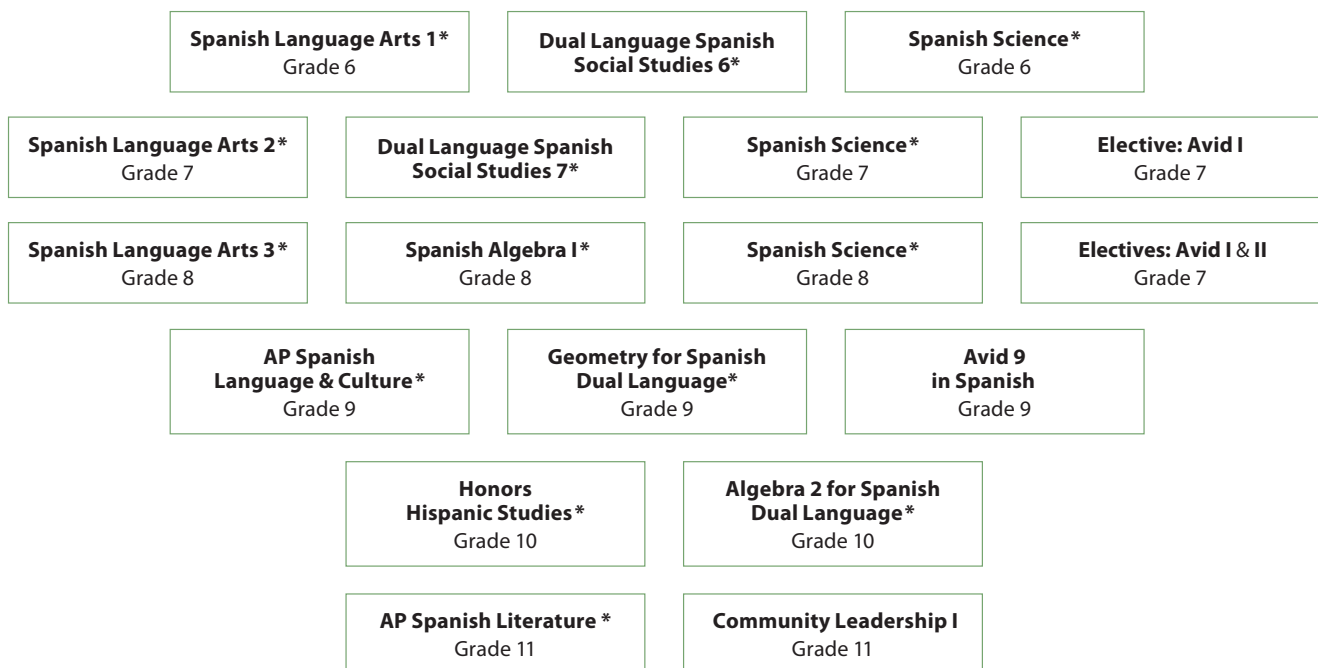 Spanish Language Arts 1*
Grade 6
Dual Language Spanish
Social Studies 6*
Spanish Science*
Grade 6
Spanish Language Arts 2*
Grade 7
Dual Language Spanish
Social Studies 7*
Spanish Science*
Grade 7
Elective: Avid I
Grade 7
Spanish Language Arts 3*
Grade 8
Spanish Algebra I*
Grade 8
Spanish Science*
Grade 8
Electives: Avid I & II
Grade 7
AP Spanish
Language & Culture*
Grade 9
Geometry for Spanish
Dual Language*
Grade 9
Avid 9
in Spanish
Grade 9
Honors
Hispanic Studies*
Grade 10
Algebra 2 for Spanish
Dual Language*
Grade 10
AP Spanish Literature *
Grade 11
Community Leadership I
Grade 11